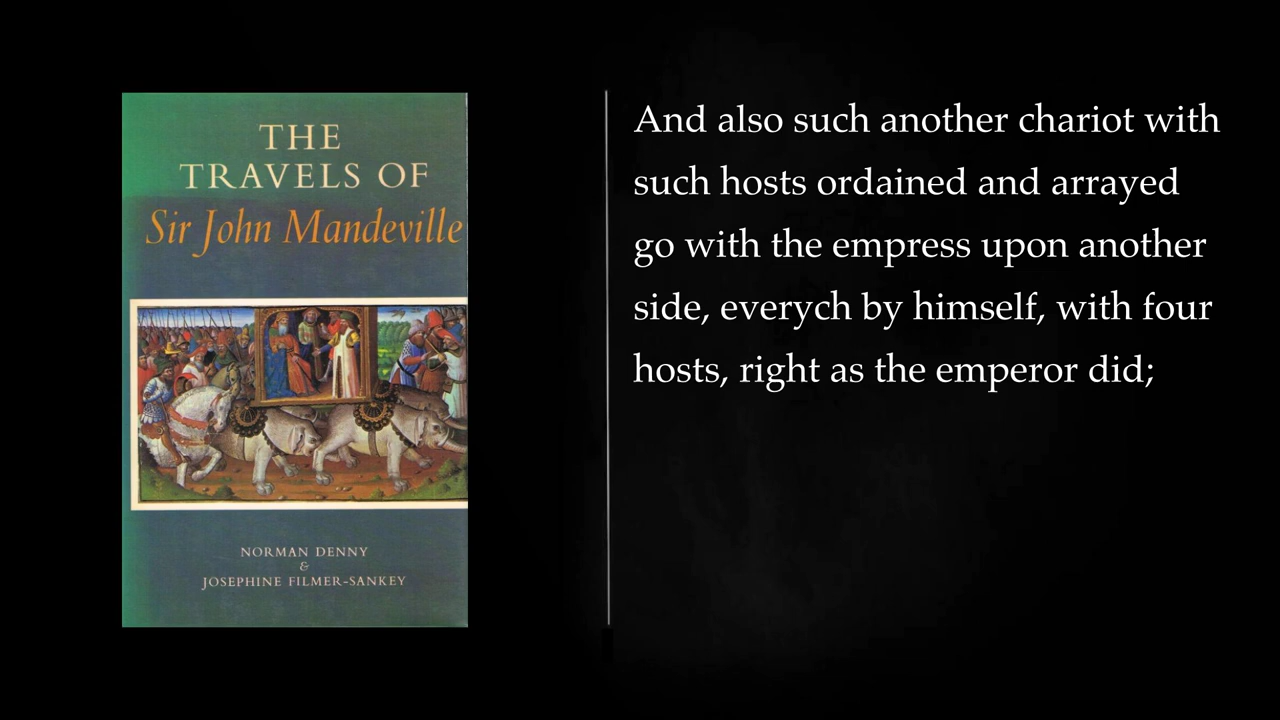 THE
TRAVELS OF
Sir John Mandeville
NORMAN DENNY
&
JOSEPHINE FILMER-SANKEY
And also such another chariot with
such hosts ordained and arrayed
go with the empress upon another
side, everych by himself, with four
hosts, right as the emperor did;